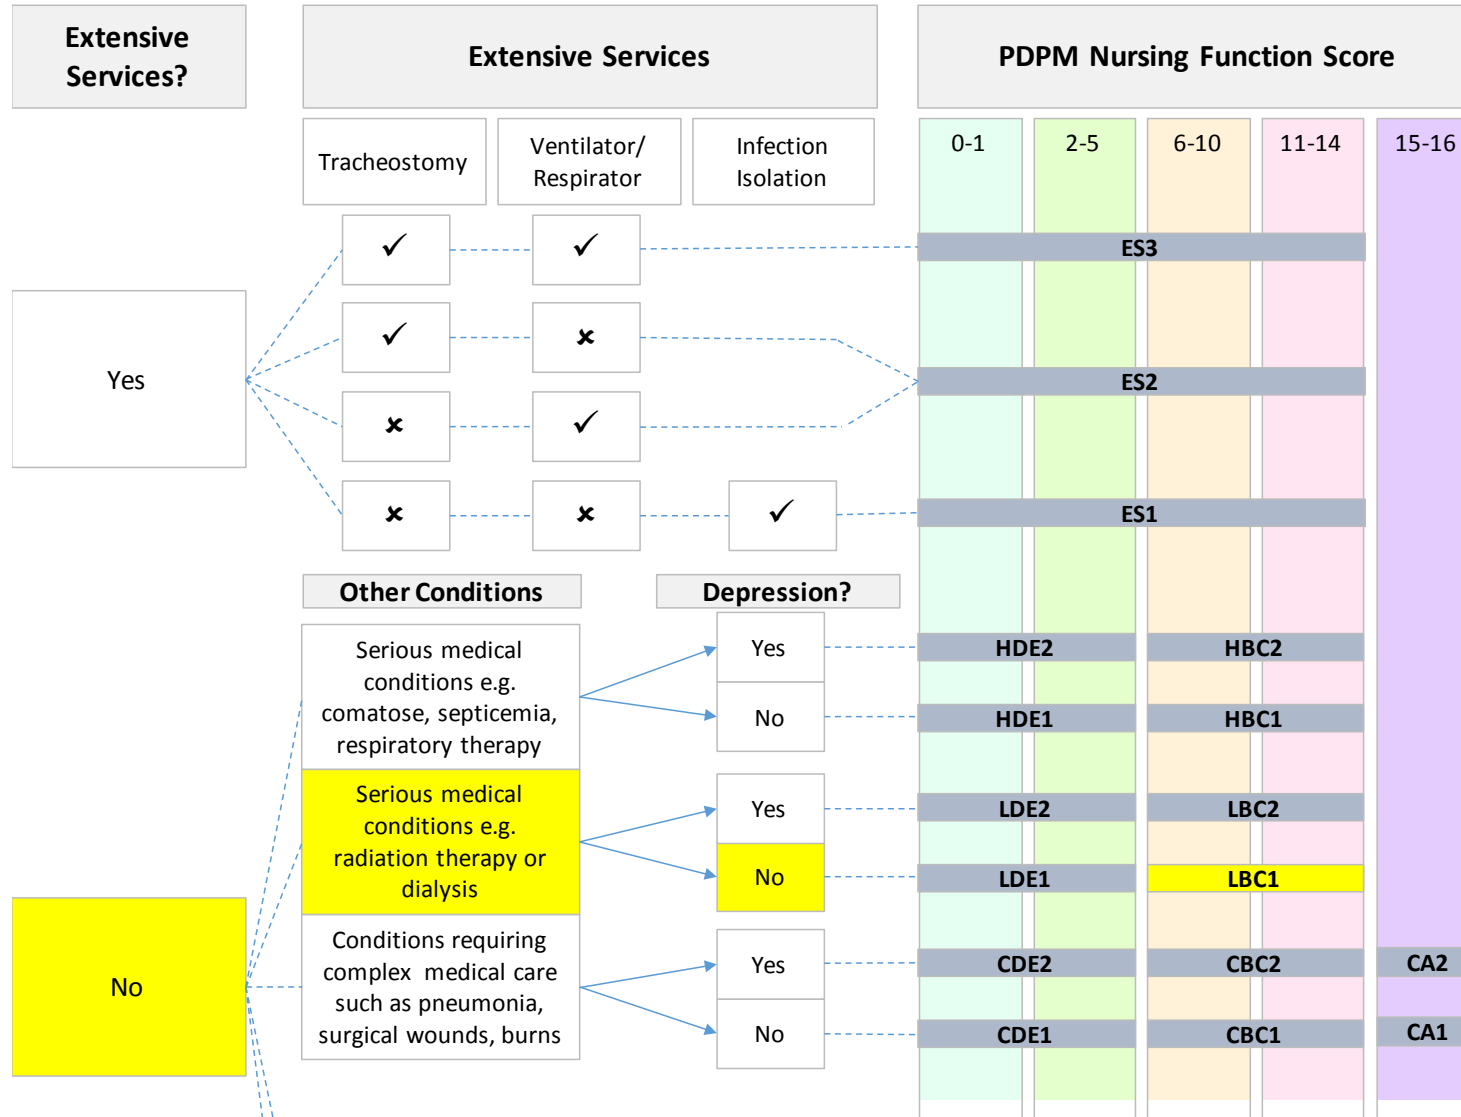 Extensive
Services?
Extensive Services
PDPM Nursing Function Score
Tracheostomy
Ventilator/
Respirator
Infection
Isolation
0-1
2-5
6-10
11-14
15-16
✓
✓
ES3
✓
✗
Yes
ES2
✗
✓
✗
✗
✓
ES1
Other Conditions
Depression?
Serious medical
conditions e.g.
comatose, septicemia,
respiratory therapy
Yes
HDE2
HBC2
No
HDE1
HBC1
Serious medical
conditions e.g.
radiation therapy or
dialysis
Yes
LDE2
LBC2
No
LDE1
LBC1
No
Conditions requiring
complex medical care
such as pneumonia,
surgical wounds, burns
Yes
CDE2
CBC2
CA2
No
CDE1
CBC1
CA1